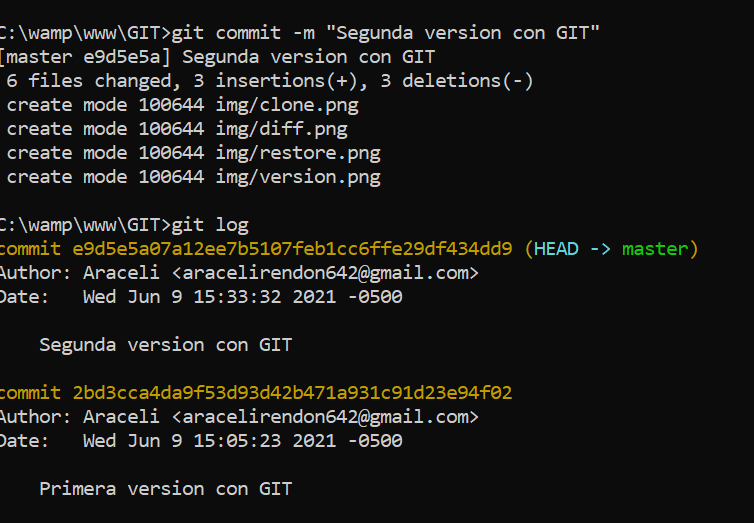 C:\wamp\www\GIT>git commit -m "Segunda version con GIT"
[master e9d5e5a] Segunda version con GIT
6 files changed, 3 insertions(+), 3 deletions(-)
create mode 100644 img/clone.png
create mode 100644 img/diff.png
create mode 100644 img/restore.png
create mode 100644 img/version.png
C:\wamp\www\GIT>git log
commit e9d5e5a07a12ee7b5107feb1cc6ffe29df434dd9 (HEAD -> master)
Author: Araceli <aracelirendon642@gmail.com>
Date: Wed Jun 9 15:33:32 2021 -0500
Segunda version con GIT
commit 2bd3cca4da9f53d93d42b471a931c91d23e94f02
Author: Araceli <aracelirendon642@gmail.com>
Date: Wed Jun 9 15:05:23 2021 -0500
Primera version con GIT